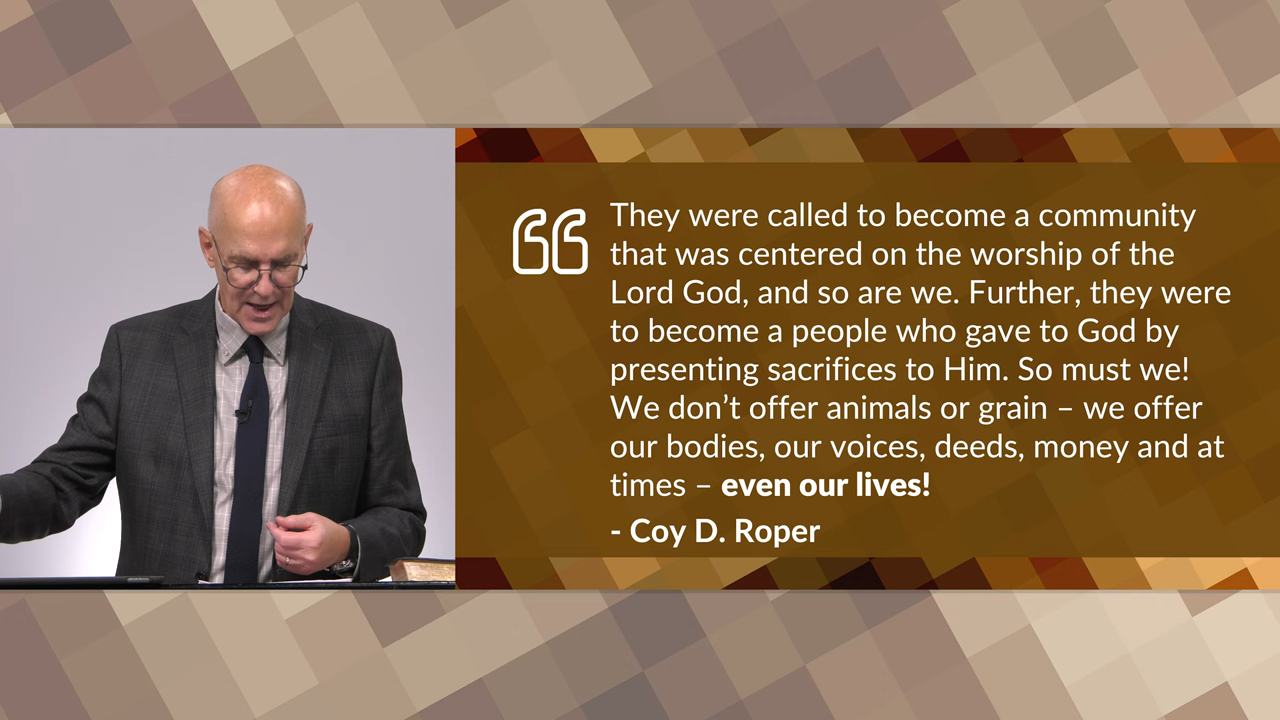 They were called to become a community
that was centered on the worship of the
Lord God, and so are we. Further, they were
to become a people who gave to God by
presenting sacrifices to Him. So must we!
We don’t offer animals or grain – we offer
our bodies, our voices, deeds, money and at
times – even our lives!
- Coy D. Roper